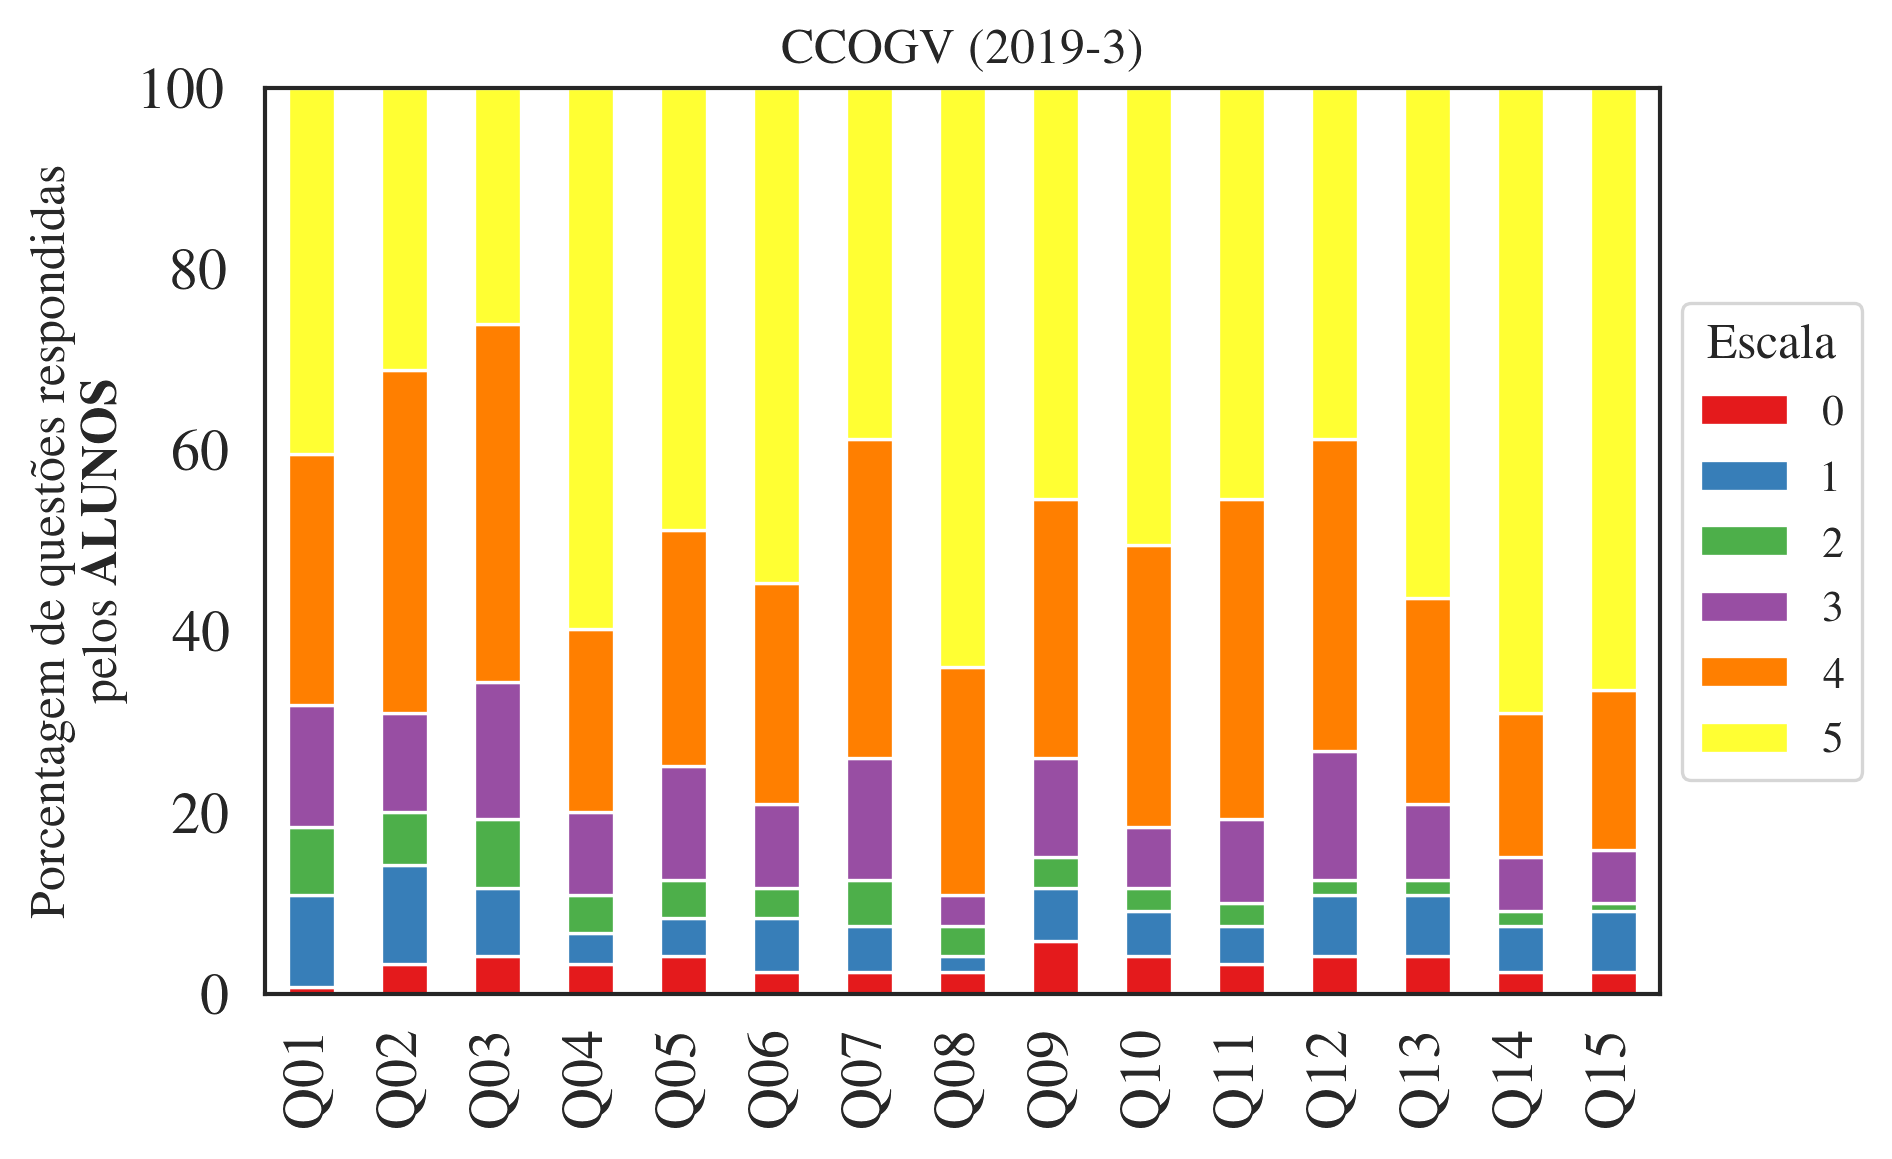 CCOGV (2019-3)
Porcentagem de questões respondidas
pelos ALUNOS
100
80
60
40
20
0
Q01
Q02
Q03
Q04
Q05
Q06
Q07
Q08
Q09
Q10
Q11
Q12
Q13
Q14
Q15
Escala
0
1
2
3
4
5